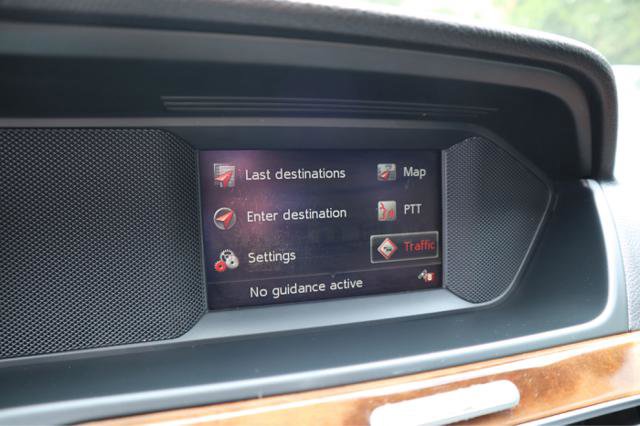 Last destinations
Map
Enter destination
PTT
Settings
Traffic
No guidance active